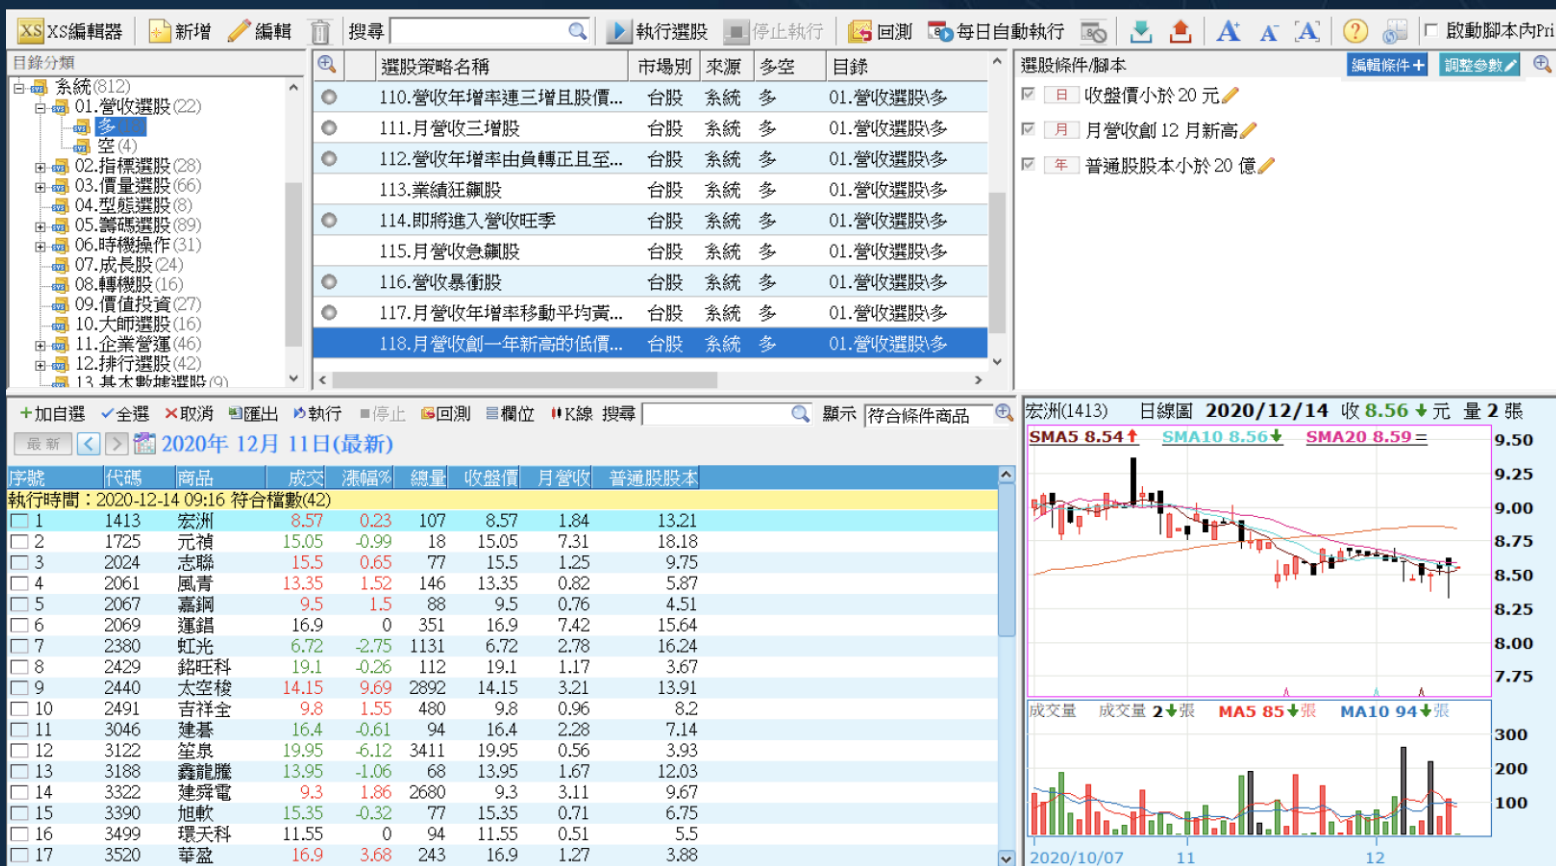 XS XS編輯器 新增 編輯 搜尋 執行選股 停止執行 回測 每日自動執行 A A A ? 啟動腳本內Pri
目錄分類
系統(812)
01.營收選股(22)
多
空(4)
02.指標選股(28)
03.價量選股(66)
04.型態選股(8)
05.籌碼選股(89)
06.時機操作(31)
07.成長股(24)
08.轉機股(16)
09.價值投資(27)
10.大師選股(16)
11.企業營運(46)
12.排行選股(42)
13.基本數據選股(9)
選股策略名稱 市場別 來源 多空 目錄
110.營收年增率連三增且股價... 台股 系統 多 01.營收選股\多
111.月營收三增股 台股 系統 多 01.營收選股\多
112.營收年增率由負轉正且至... 台股 系統 多 01.營收選股\多
113.業績狂飆股 台股 系統 多 01.營收選股\多
114.即將進入營收旺季 台股 系統 多 01.營收選股\多
115.月營收急飆股 台股 系統 多 01.營收選股\多
116.營收暴衝股 台股 系統 多 01.營收選股\多
117.月營收年增率移動平均黃... 台股 系統 多 01.營收選股\多
118.月營收創一年新高的低價... 台股 系統 多 01.營收選股\多
選股條件/腳本 編輯條件+ 調整參數
日 收盤價小於 20 元
月 月營收創 12 月新高
年 普通股股本小於 20 億
+加自選 全選 ×取消 匯出 執行 停止 回測 欄位 K線 搜尋 顯示 符合條件商品
最新 < > 2020年 12月 11日(最新)
序號 代碼 商品 成交 漲幅% 總量 收盤價 月營收 普通股股本
執行時間：2020-12-14 09:16 符合檔數(42)
1 1413 宏洲 8.57 0.23 107 8.57 1.84 13.21
2 1725 元禎 15.05 -0.99 18 15.05 7.31 18.18
3 2024 志聯 15.5 0.65 77 15.5 1.25 9.75
4 2061 風青 13.35 1.52 146 13.35 0.82 5.87
5 2067 嘉鋼 9.5 1.5 88 9.5 0.76 4.51
6 2069 運錩 16.9 0 351 16.9 7.42 15.64
7 2380 虹光 6.72 -2.75 1131 6.72 2.78 16.24
8 2429 銘旺科 19.1 -0.26 112 19.1 1.17 3.67
9 2440 太空梭 14.15 9.69 2892 14.15 3.21 13.91
10 2491 吉祥全 9.8 1.55 480 9.8 0.96 8.2
11 3046 建碁 16.4 -0.61 94 16.4 2.28 7.14
12 3122 笙泉 19.95 -6.12 3411 19.95 0.56 3.93
13 3188 鑫龍騰 13.95 -1.06 68 13.95 1.67 12.03
14 3322 建舜電 9.3 1.86 2680 9.3 3.11 9.67
15 3390 旭軟 15.35 -0.32 77 15.35 0.71 6.75
16 3499 環天科 11.55 0 94 11.55 0.51 5.5
17 3520 華盈 16.9 3.68 243 16.9 1.27 3.88
宏洲(1413) 日線圖 2020/12/14 收 8.56 元 量 2 張
SMA5 8.54 SMA10 8.56 SMA20 8.59 =
9.50
9.25
9.00
8.75
8.50
8.25
8.00
7.75
成交量 成交量 2 張 MA5 85 張 MA10 94 張
300
200
100
2020/10/07 11 12